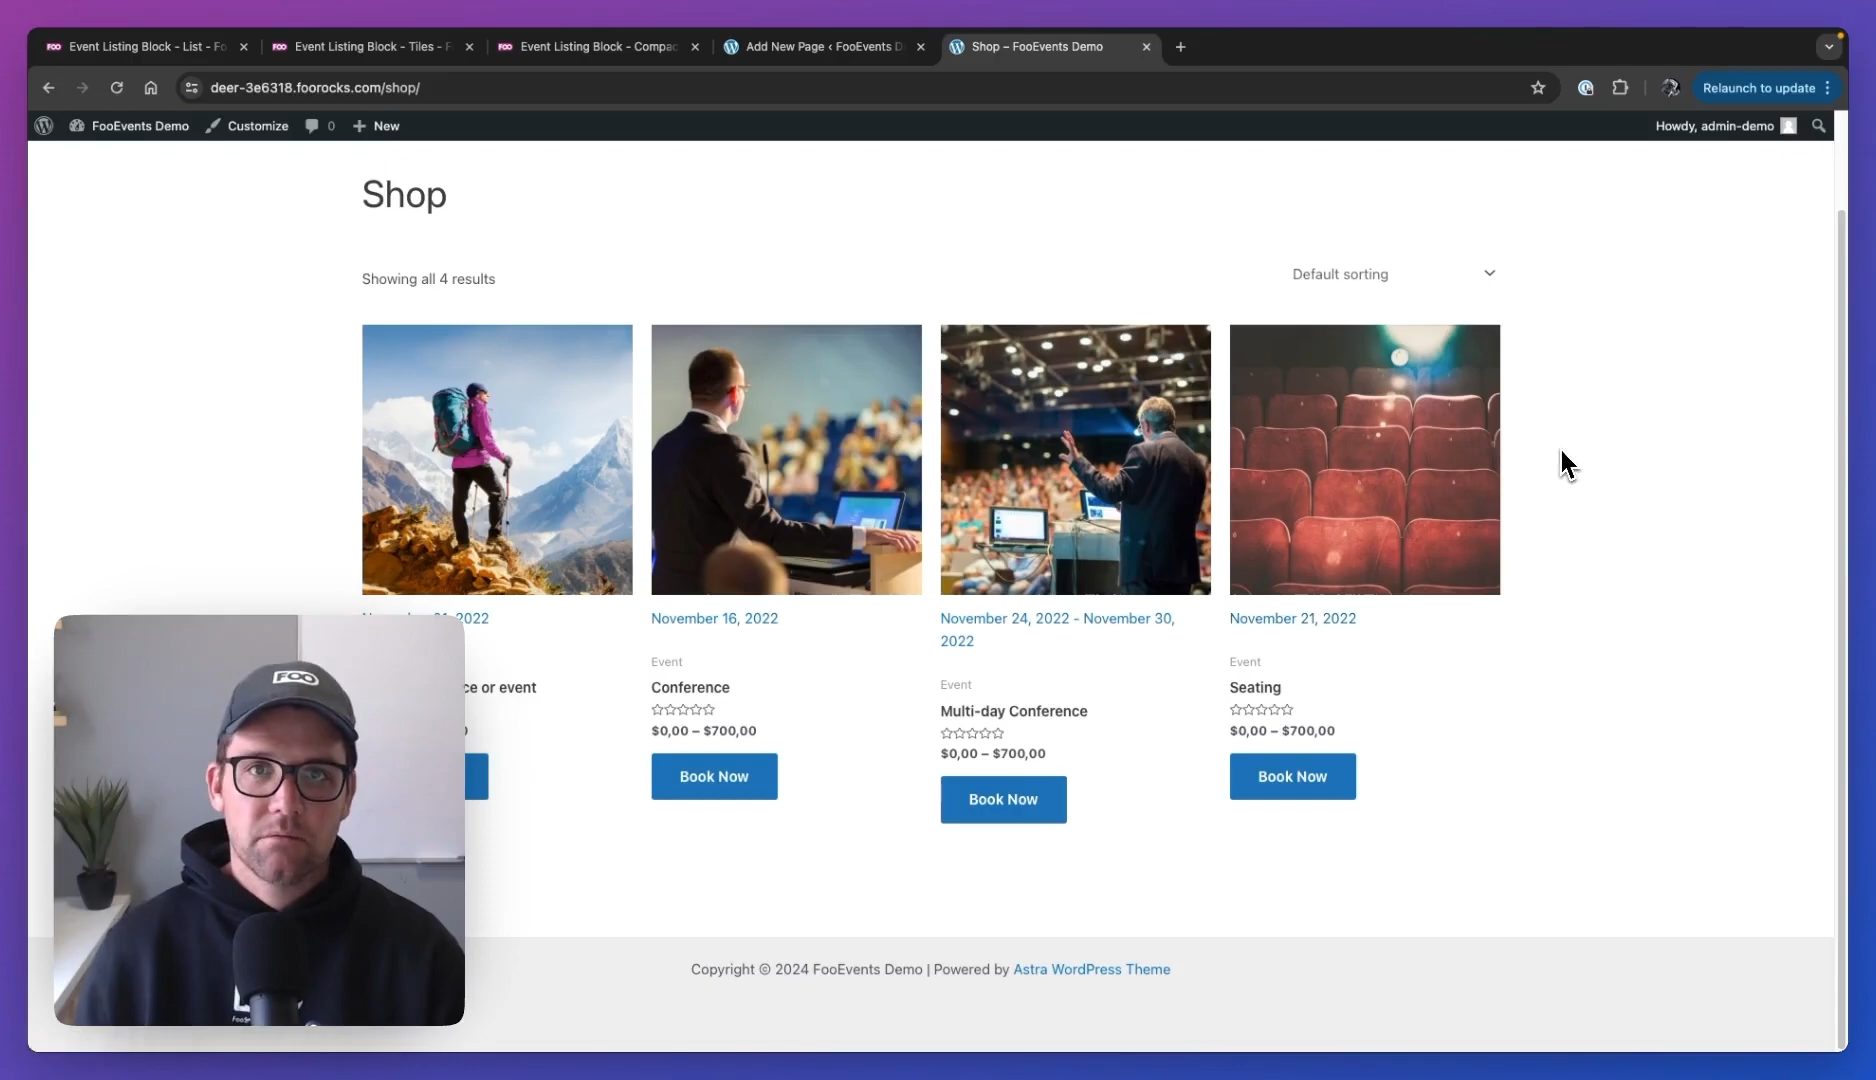 FOO Event Listing Block - List - Fo
FOO Event Listing Block - Tiles - F
FOO Event Listing Block - Compac
Add New Page ‹ FooEvents D
Shop – FooEvents Demo
deer-3e6318.foorocks.com/shop/
Relaunch to update
FooEvents Demo
Customize
0
New
Howdy, admin-demo
Shop
Showing all 4 results
Default sorting
2022
ce or event
November 16, 2022
Event
Conference
$0,00 – $700,00
Book Now
November 24, 2022 - November 30,
2022
Event
Multi-day Conference
$0,00 – $700,00
Book Now
November 21, 2022
Event
Seating
$0,00 – $700,00
Book Now
FOO
Copyright © 2024 FooEvents Demo | Powered by Astra WordPress Theme